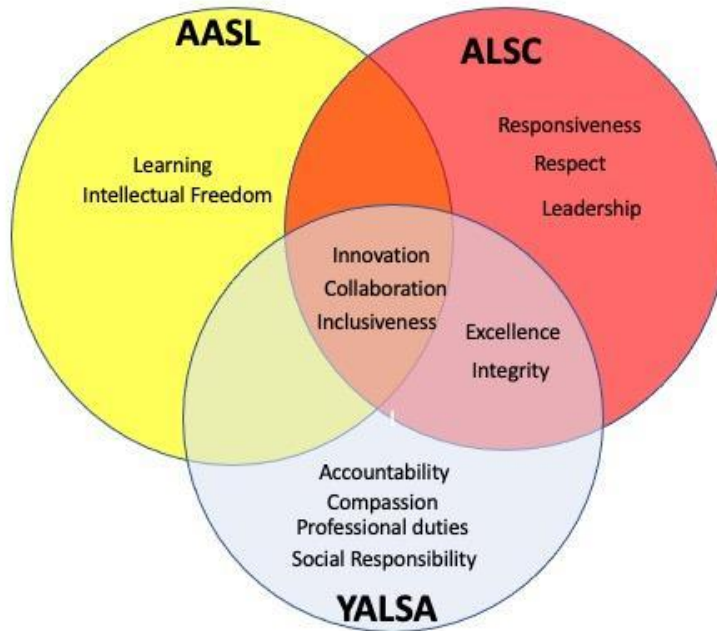 AASL
ALSC
Responsiveness
Respect
Leadership
Learning
Intellectual Freedom
Innovation
Collaboration
Inclusiveness
Excellence
Integrity
Accountability
Compassion
Professional duties
Social Responsibility
YALSA